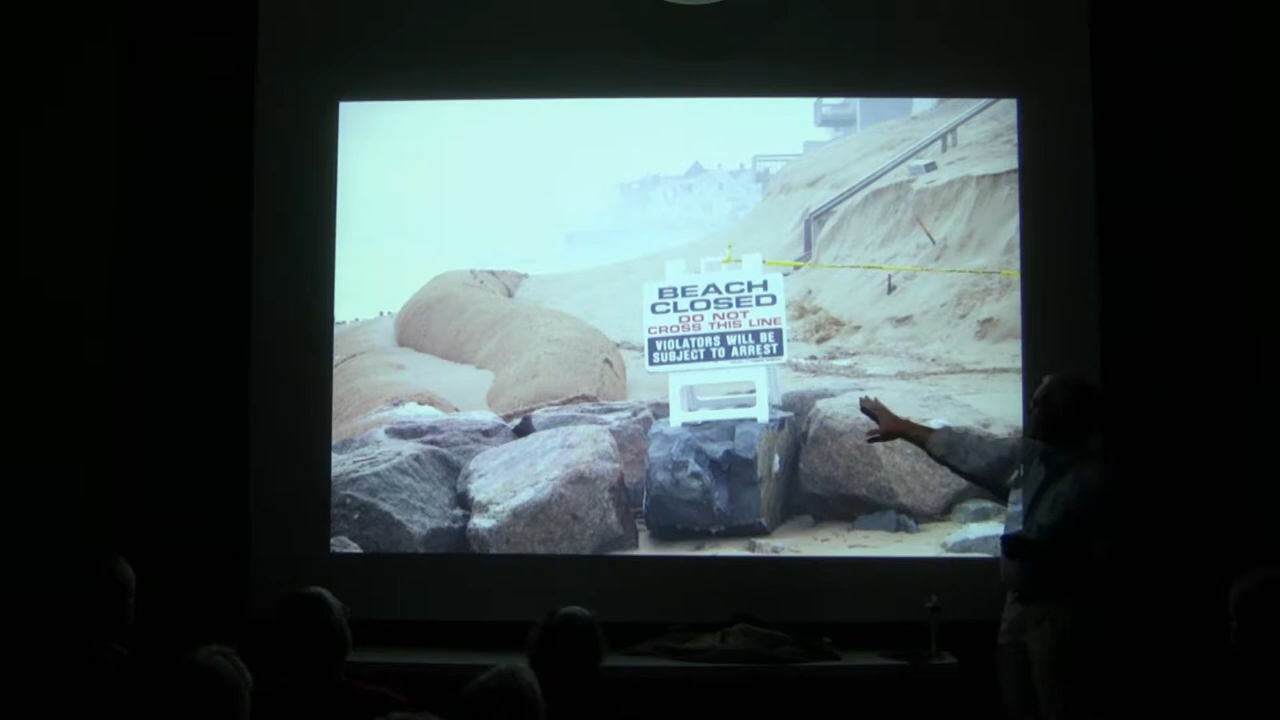 BEACH
CLOSED
DO NOT
CROSS THIS LINE
VIOLATORS WILL BE
SUBJECT TO ARREST